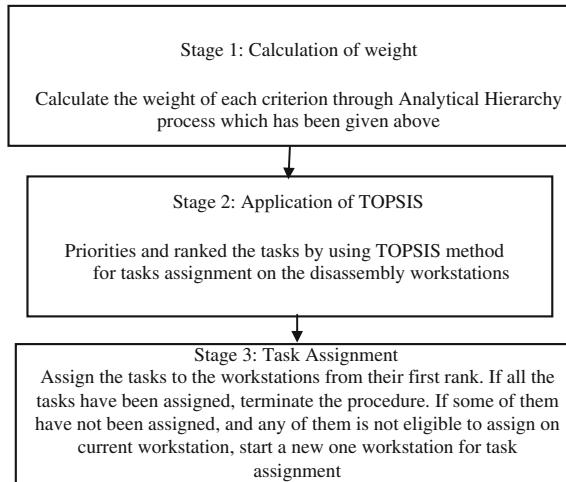 Stage 1: Calculation of weight
Calculate the weight of each criterion through Analytical Hierarchy
process which has been given above
Stage 2: Application of TOPSIS
Priorities and ranked the tasks by using TOPSIS method
for tasks assignment on the disassembly workstations
Stage 3: Task Assignment
Assign the tasks to the workstations from their first rank. If all the
tasks have been assigned, terminate the procedure. If some of them
have not been assigned, and any of them is not eligible to assign on
current workstation, start a new one workstation for task
assignment